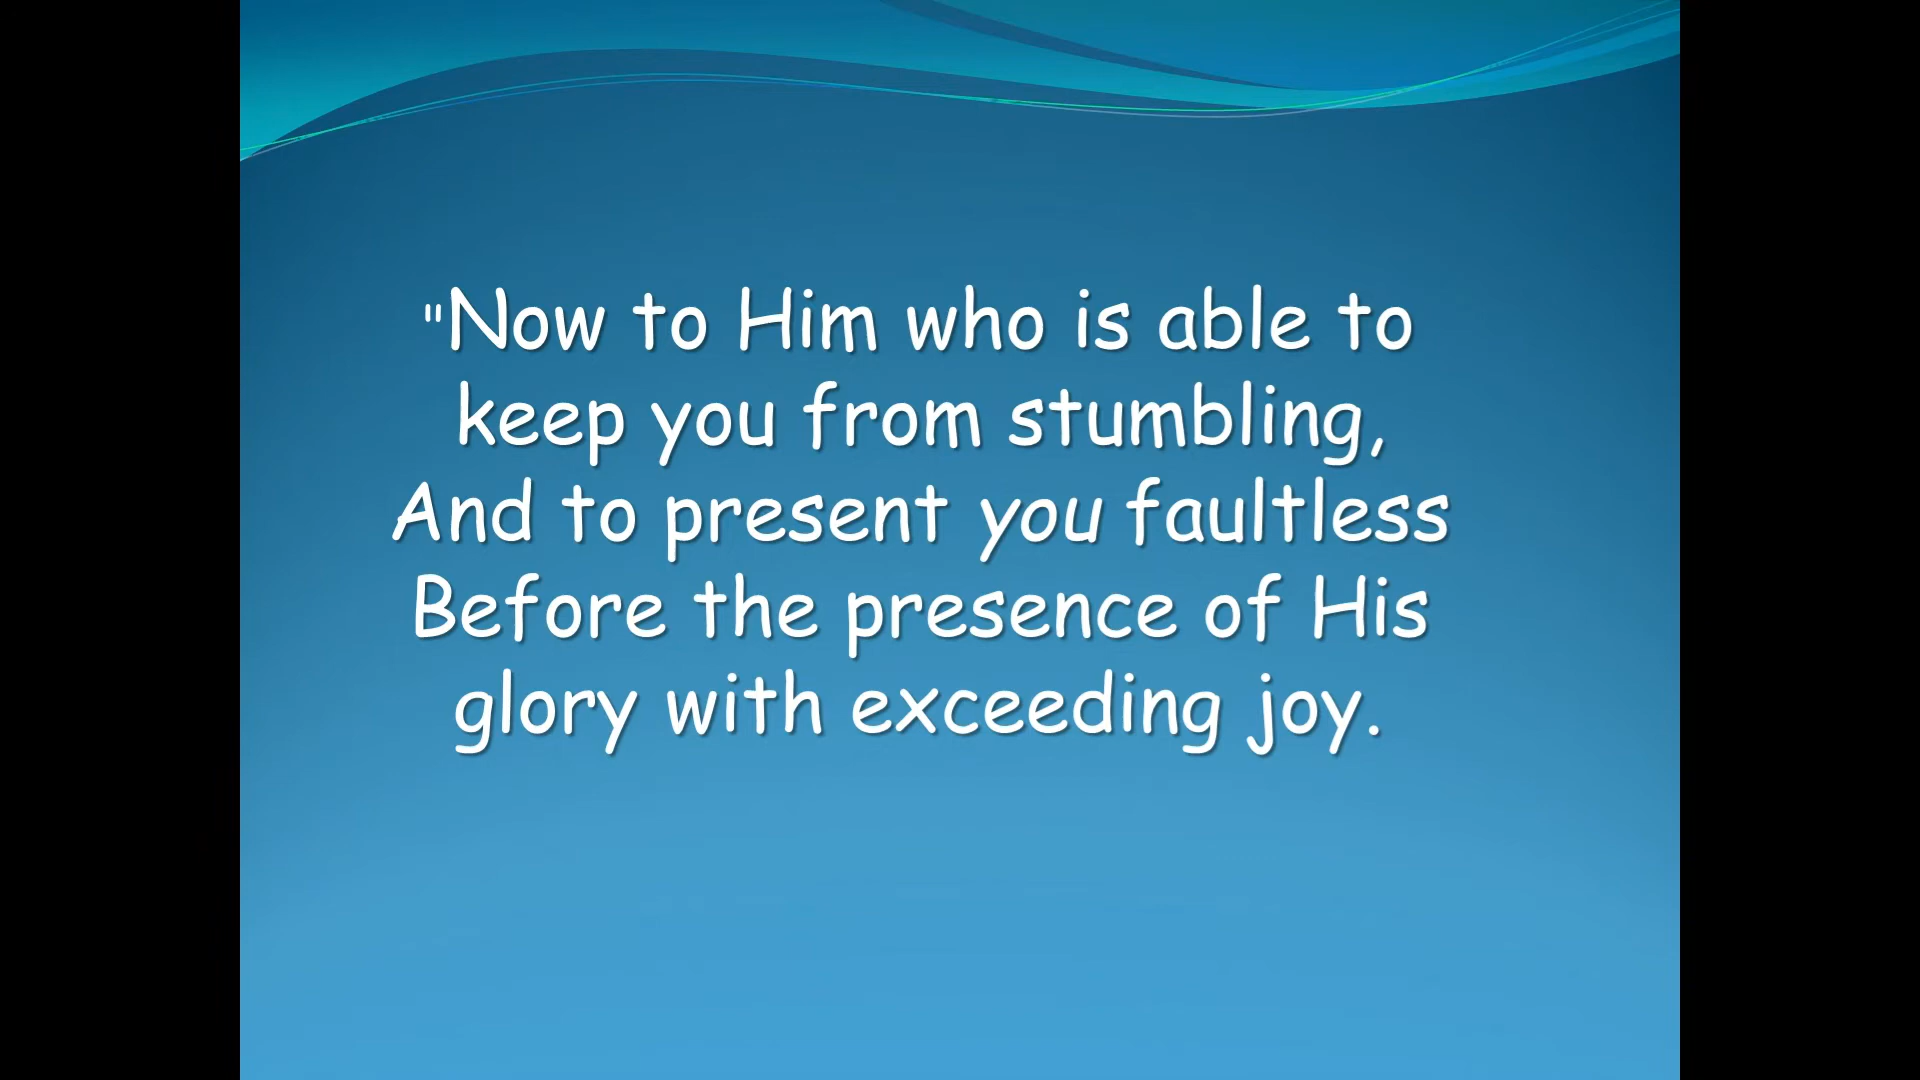 "Now to Him who is able to
keep you from stumbling,
And to present you faultless
Before the presence of His
glory with exceeding joy.